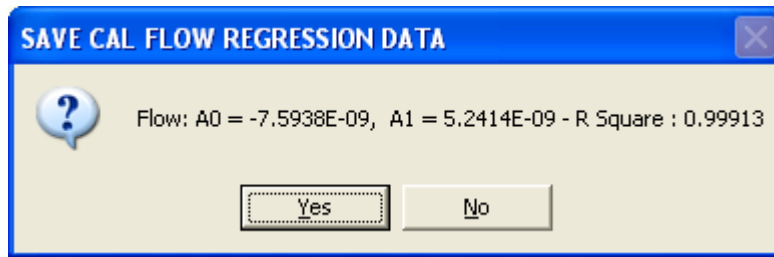 SAVE CAL FLOW REGRESSION DATA
Flow: A0 = -7.5938E-09,  A1 = 5.2414E-09 - R Square : 0.99913
Yes
No